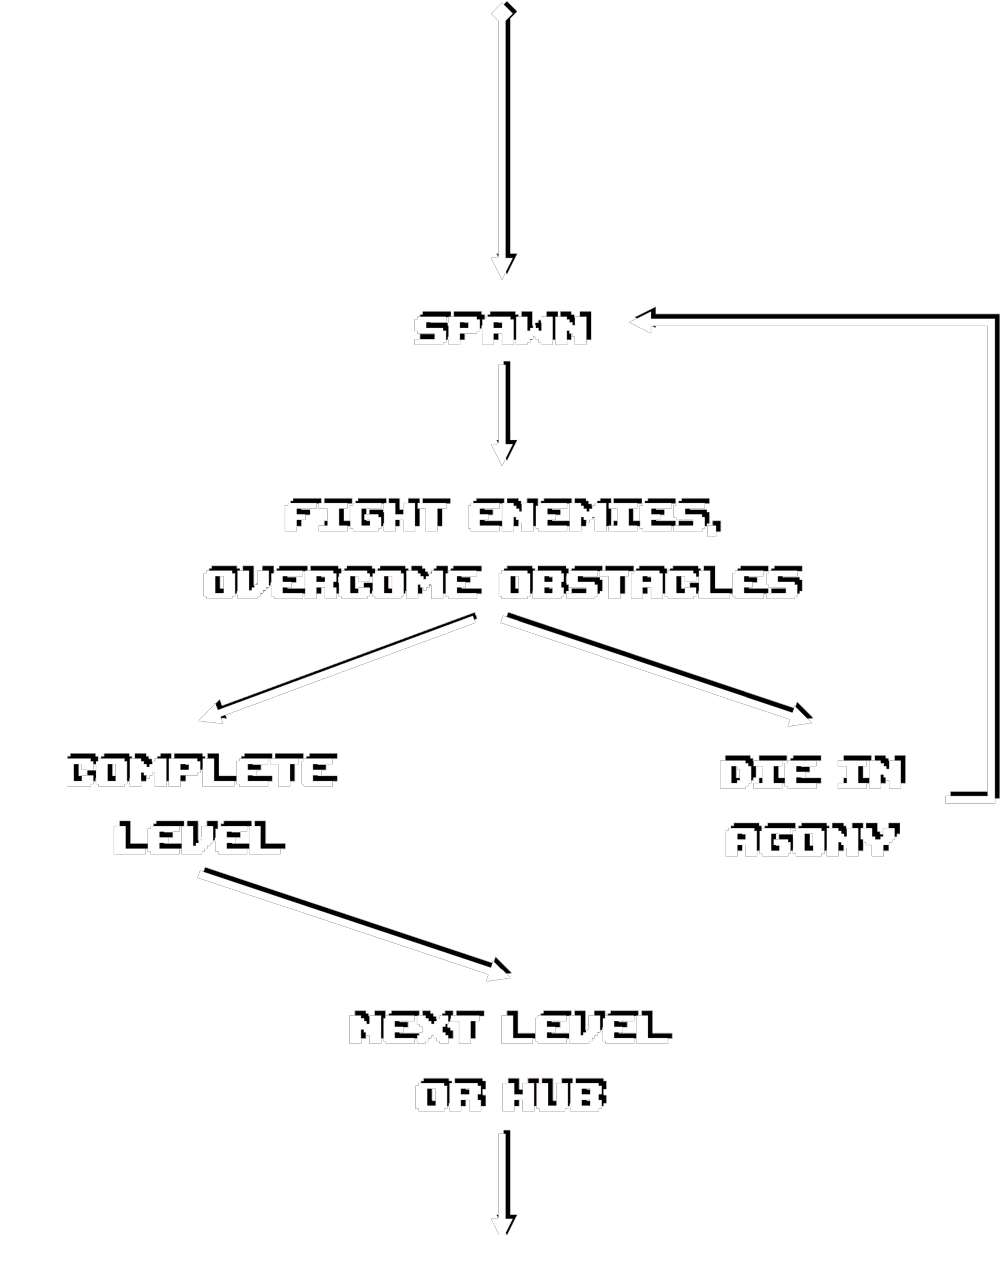 SPAWN
FIGHT ENEMIES,
OVERCOME OBSTACLES
COMPLETE
LEVEL
DIE IN
AGONY
NEXT LEVEL
OR HUB